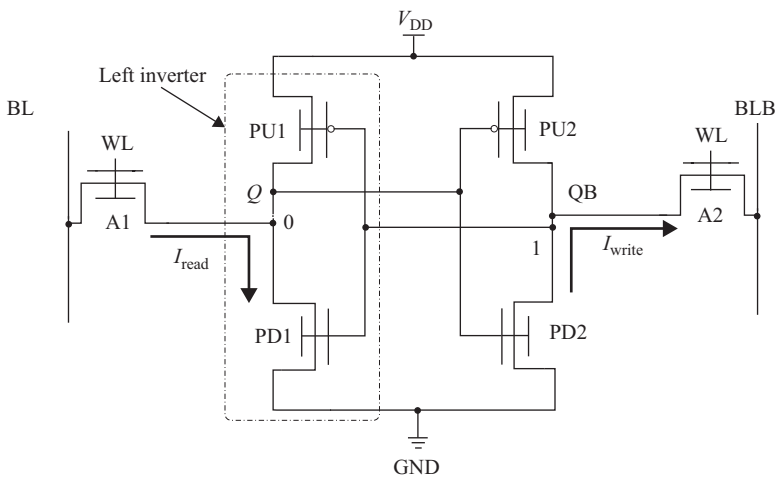 V_DD
Left inverter
BL
PU1
PU2
BLB
WL
WL
Q
QB
A1
0
A2
I_read
1
I_write
PD1
PD2
GND